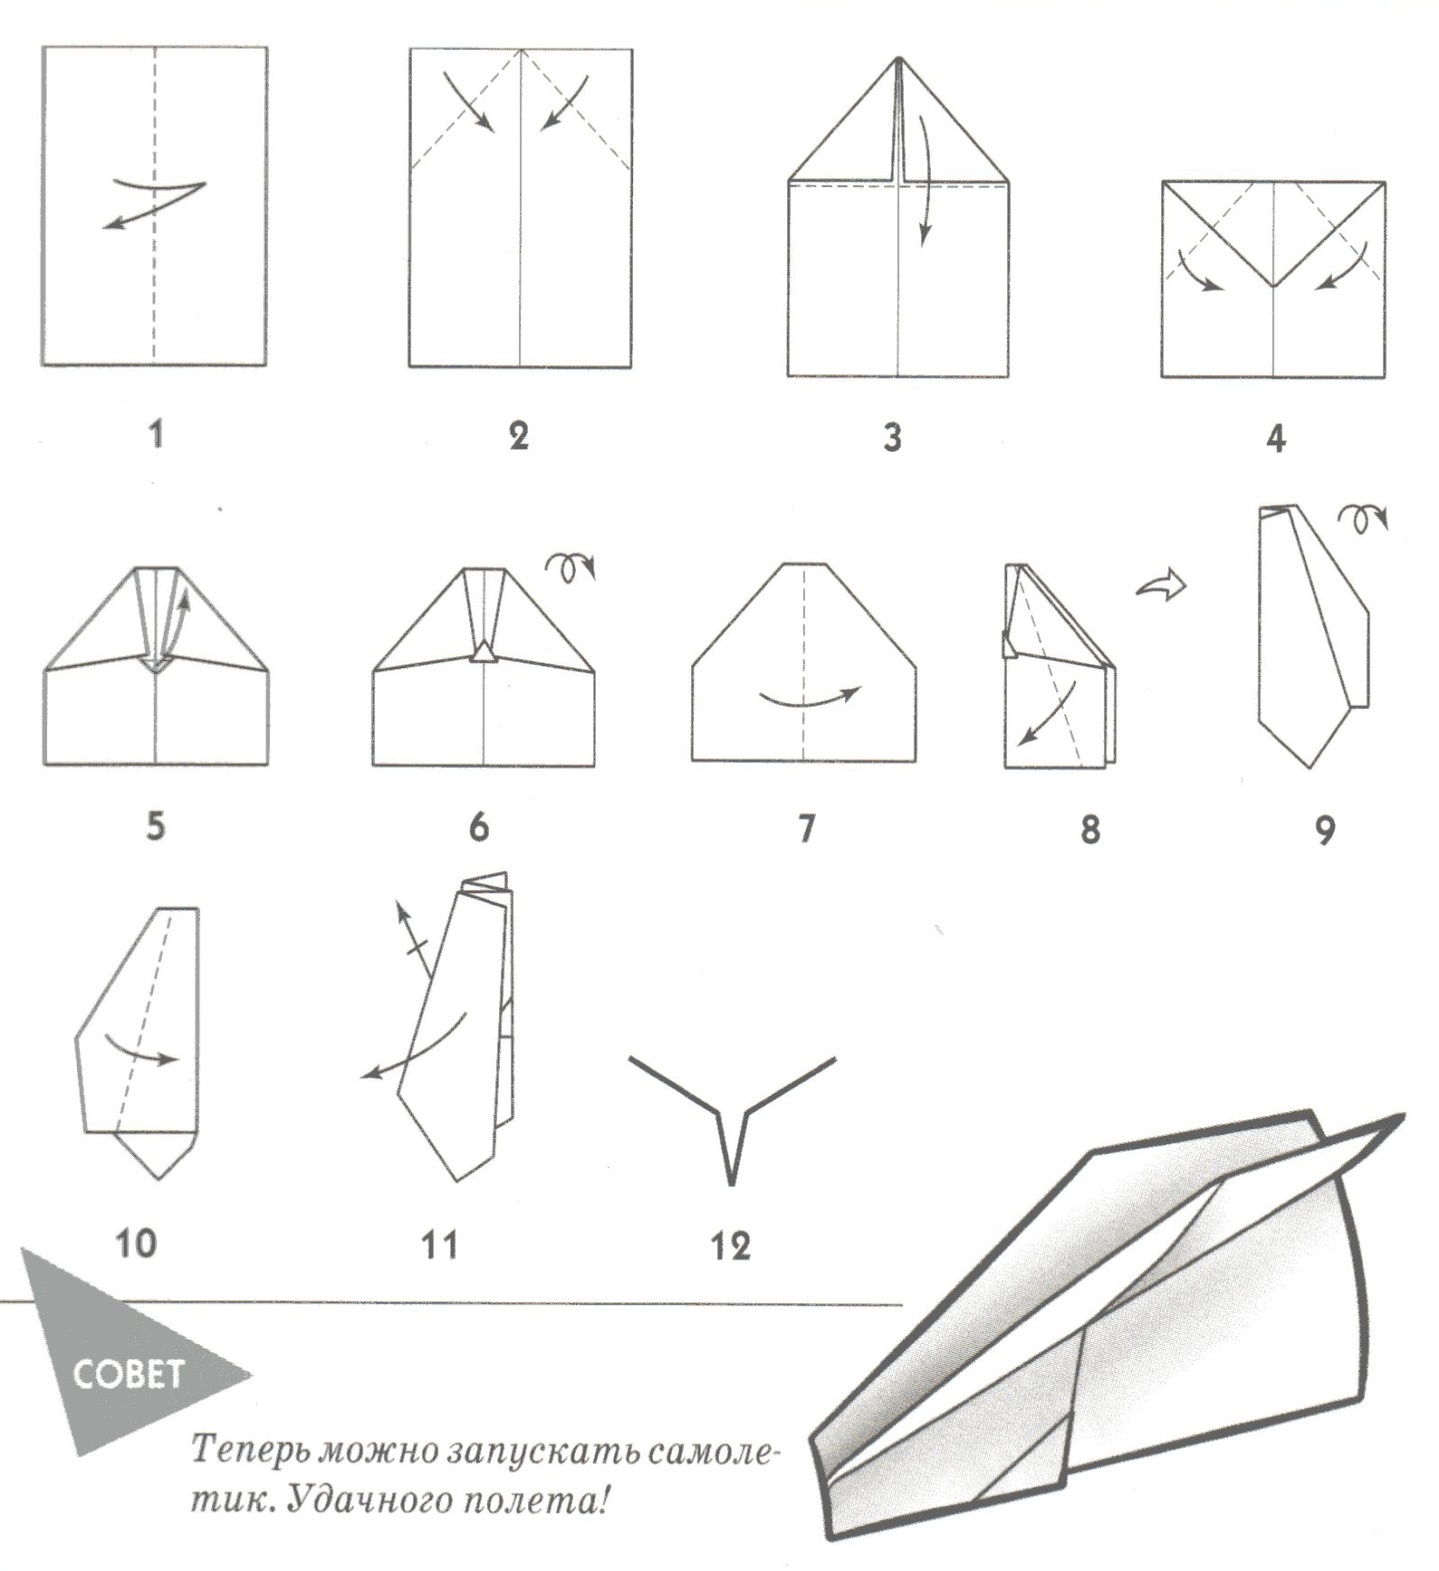 1 2 3 4
5 6 7 8 9
10 11 12
СОВЕТ
Теперь можно запускать самоле-
тик. Удачного полета!